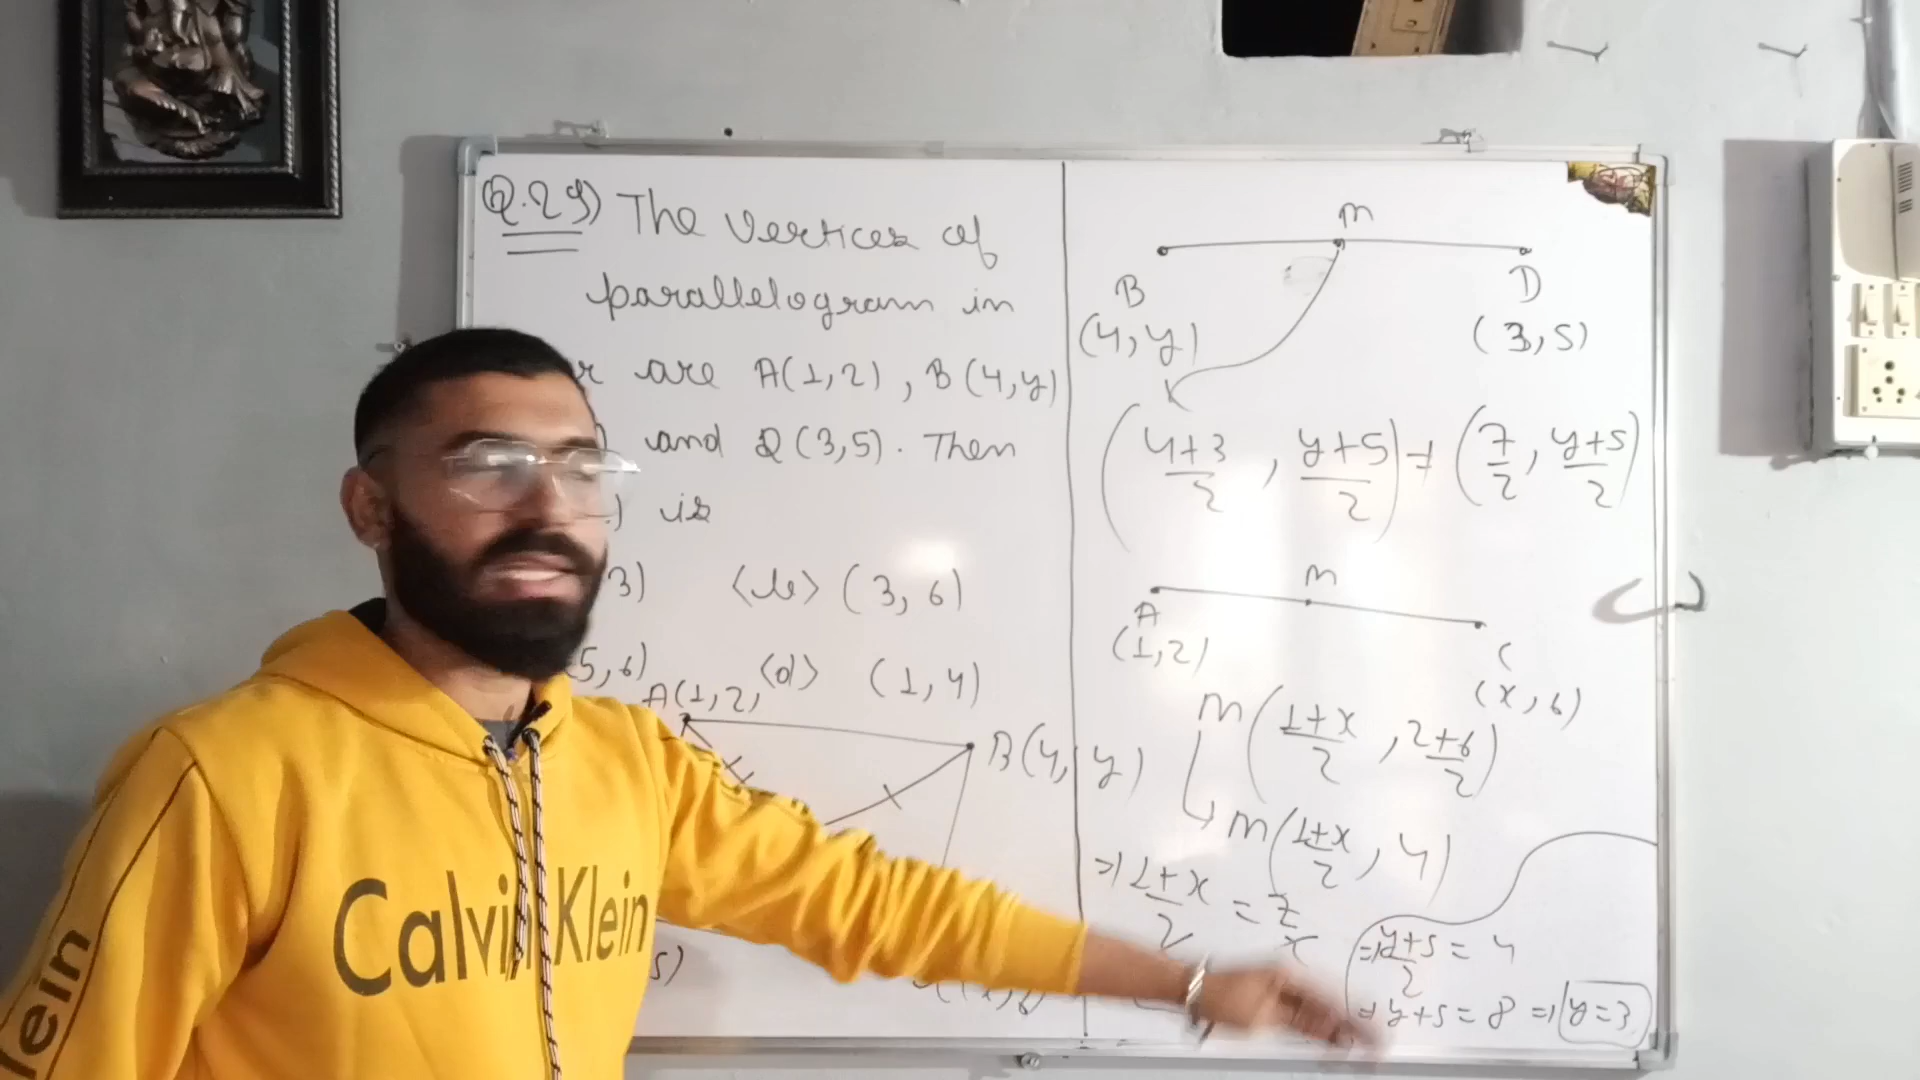 Q.29) The vertices of
parallelogram in
r are A(1,2), B(4,y)
and D(3,5). Then
) is
3) <b> (3,6)
5,6) <d> (1,4)
A(1,2)
B(4,y)
5)
m
B D
(4,y) (3,5)
(4+3/2, y+5/2) = (7/2, y+5/2)
m
A C
(1,2) (x,6)
m(1+x/2, 2+6/2)
m(1+x/2, 4)
=> 1+x/2 = 7/2
=> y+5/2 = 4
=> y+5 = 8 => y=3
Calvin Klein
lein